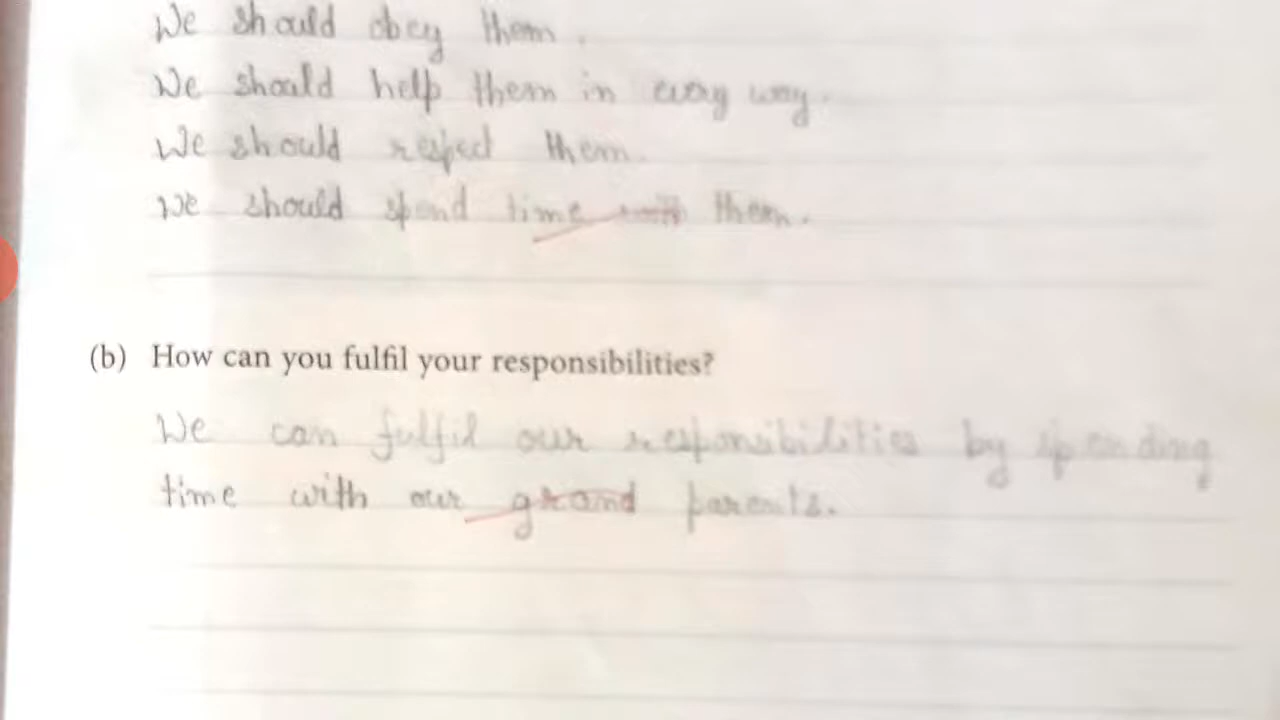 We should obey them.
We should help them in every way.
We should respect them.
We should spend time with them.
(b) How can you fulfil your responsibilities?
We can fulfil our responsibilities by spending
time with our grand parents.